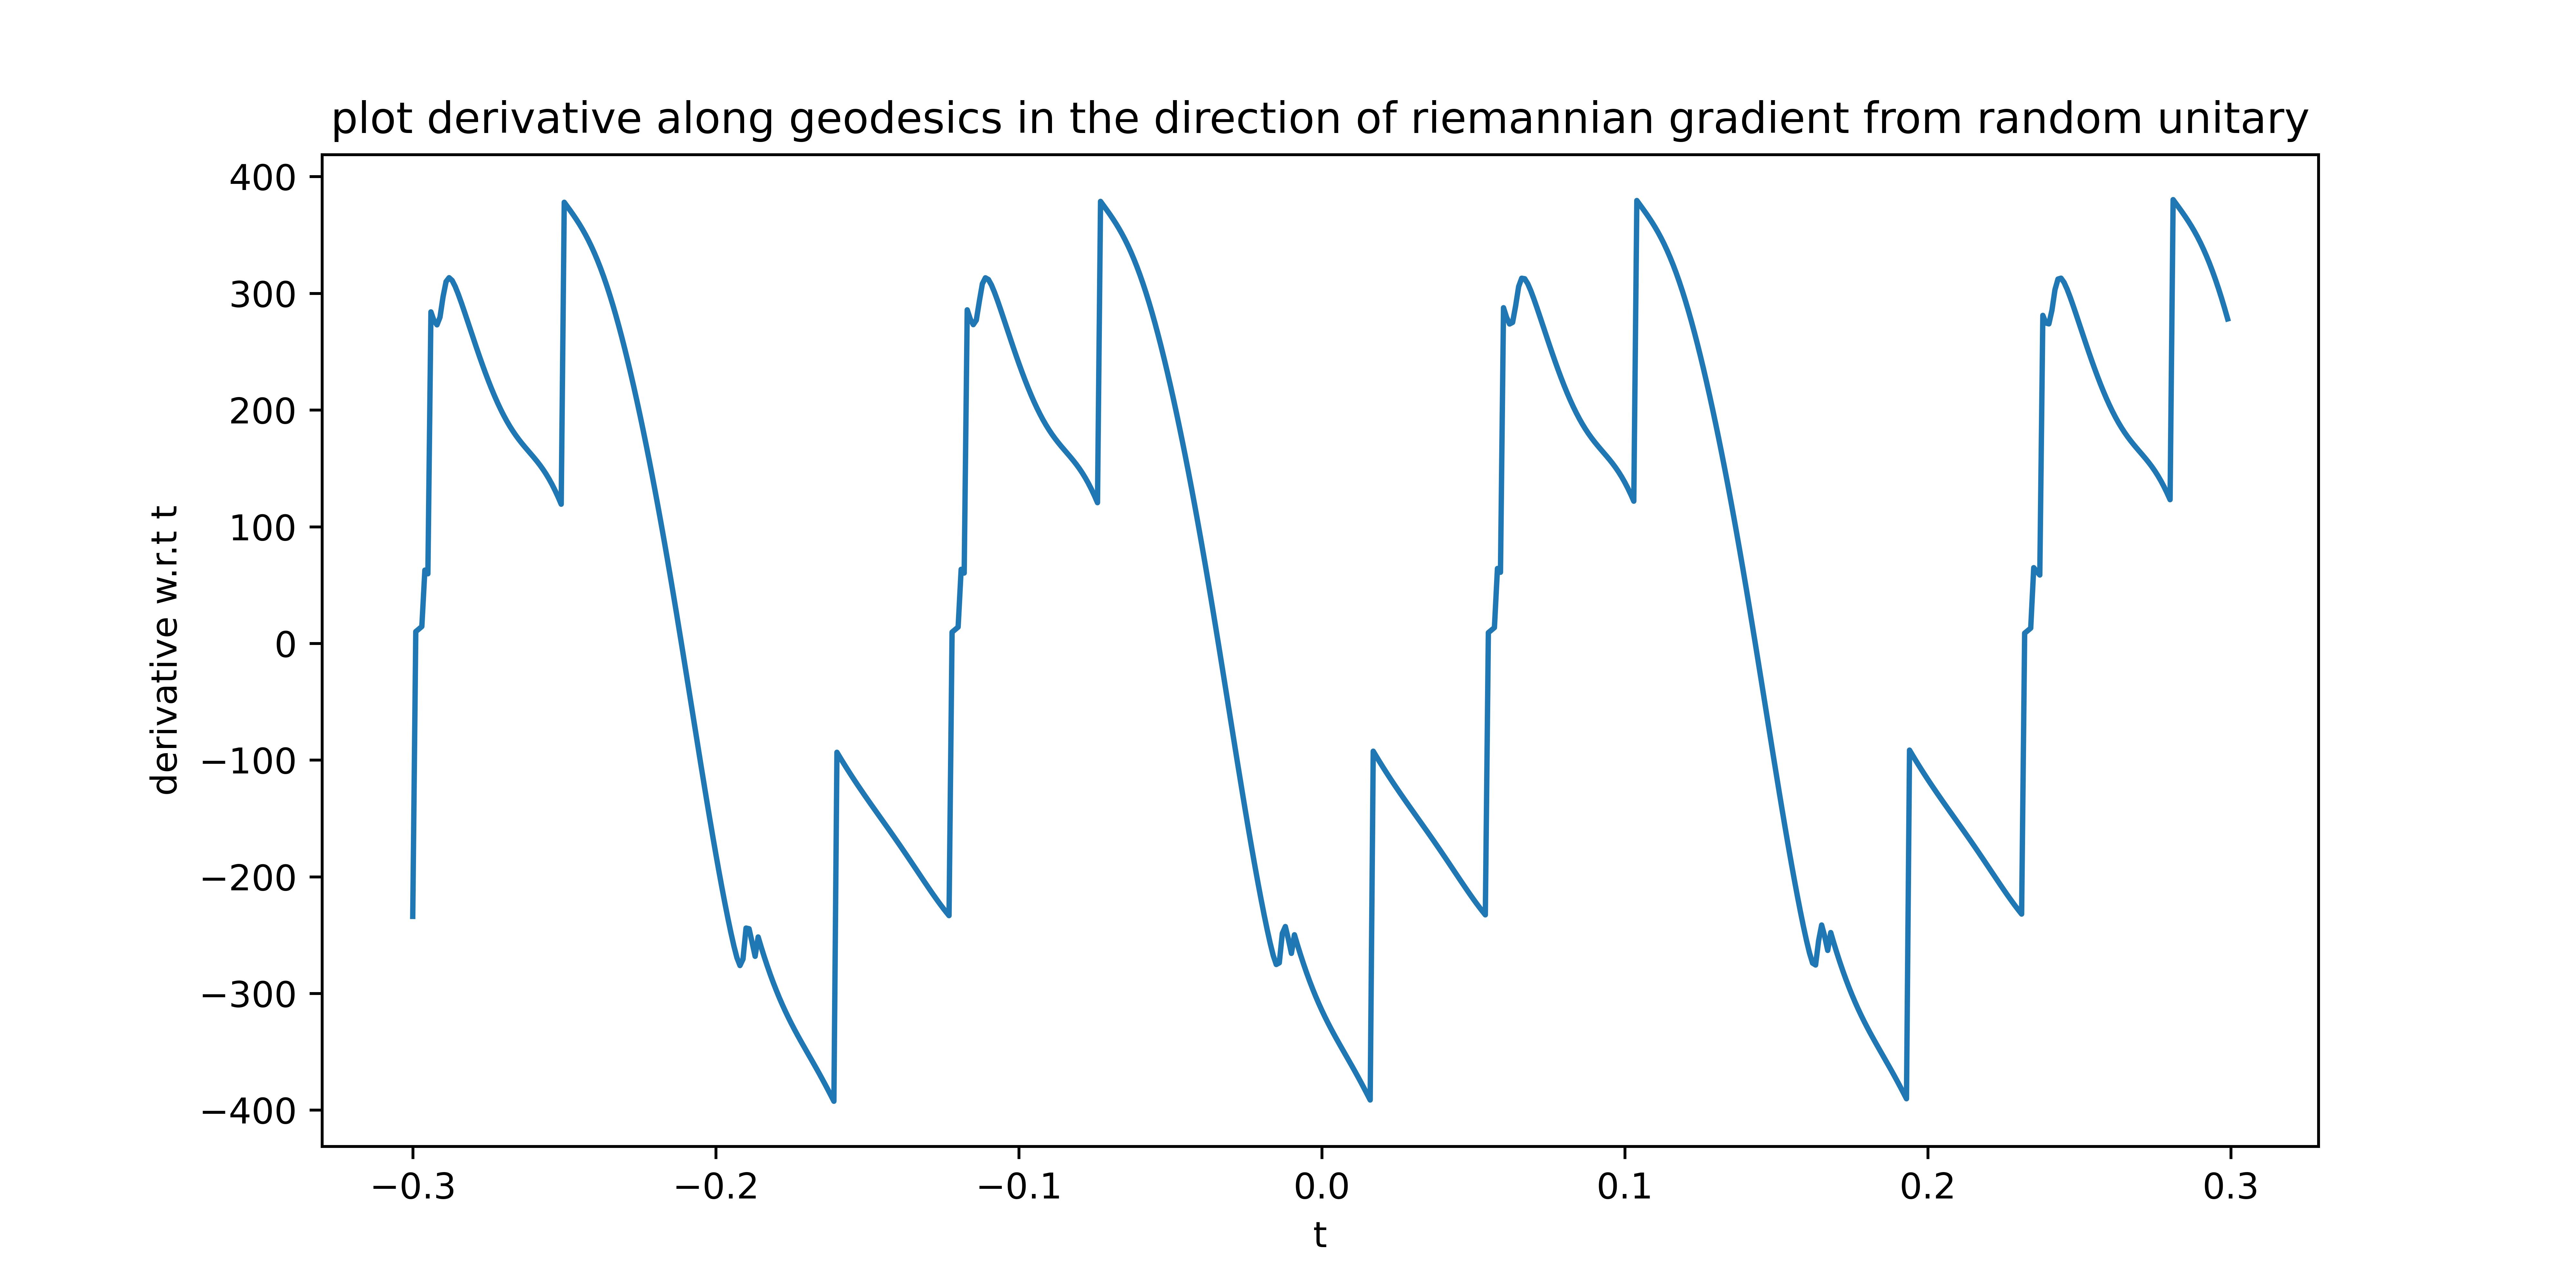 plot derivative along geodesics in the direction of riemannian gradient from random unitary
400
300
200
100
0
−100
−200
−300
−400
derivative w.r.t t
−0.3 −0.2 −0.1 0.0 0.1 0.2 0.3
t